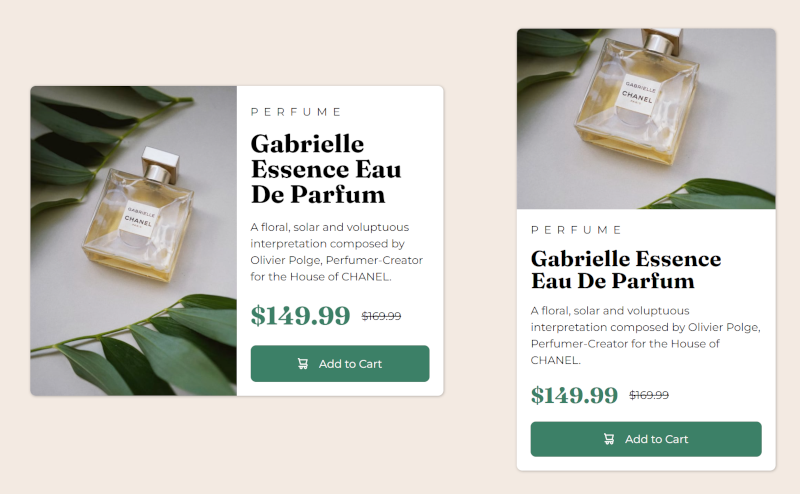 GABRIELLE
CHANEL
PARIS
PERFUME
Gabrielle
Essence Eau
De Parfum
A floral, solar and voluptuous
interpretation composed by
Olivier Polge, Perfumer-Creator
for the House of CHANEL.
$149.99 $169.99
Add to Cart
GABRIELLE
CHANEL
PARIS
PERFUME
Gabrielle Essence
Eau De Parfum
A floral, solar and voluptuous
interpretation composed by Olivier Polge,
Perfumer-Creator for the House of
CHANEL.
$149.99 $169.99
Add to Cart